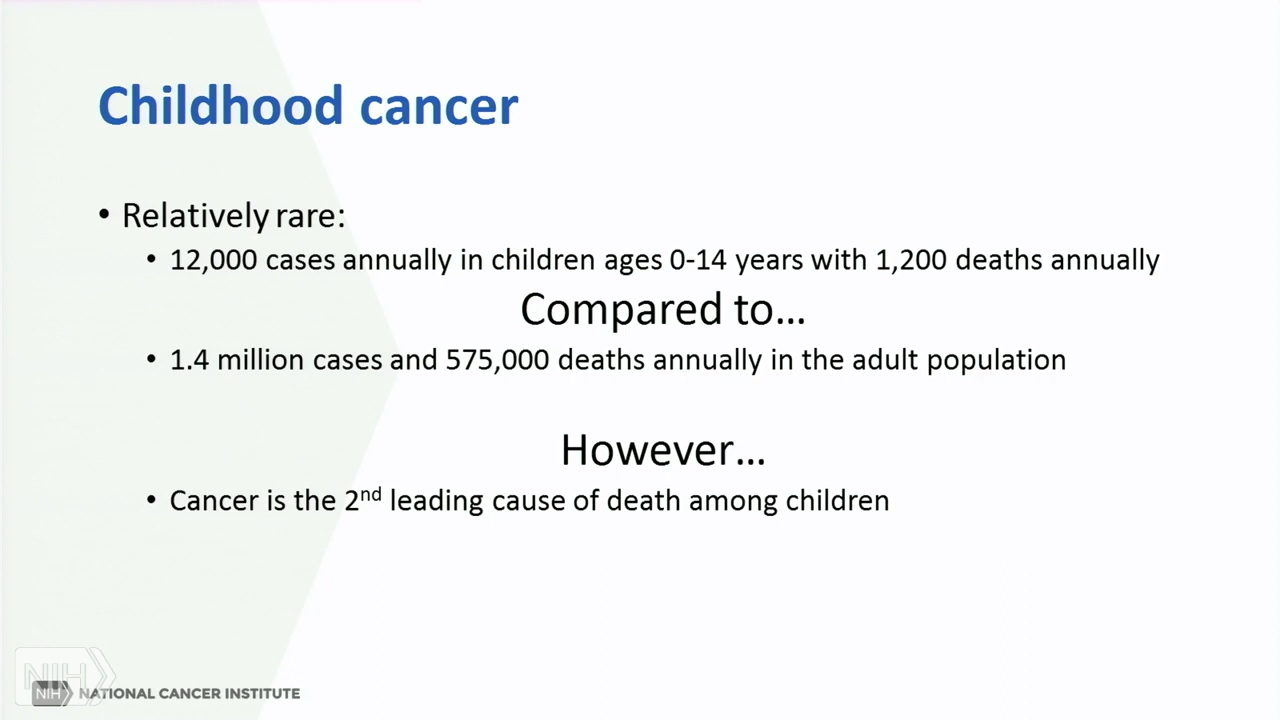 Childhood cancer
• Relatively rare:
• 12,000 cases annually in children ages 0-14 years with 1,200 deaths annually
Compared to…
• 1.4 million cases and 575,000 deaths annually in the adult population
However…
• Cancer is the 2nd leading cause of death among children
NIH
NIH NATIONAL CANCER INSTITUTE